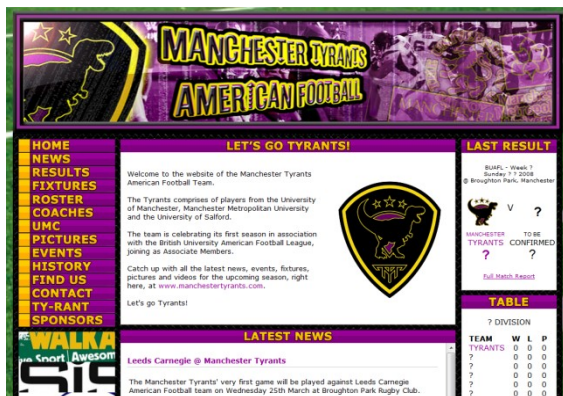 MANCHESTER TYRANTS
AMERICAN FOOTBALL
HOME
NEWS
RESULTS
FIXTURES
ROSTER
COACHES
UMC
PICTURES
EVENTS
HISTORY
FIND US
CONTACT
TY-RANT
SPONSORS
WALKA
ve Sport Awesom
SiS
LET'S GO TYRANTS!
Welcome to the website of the Manchester Tyrants
American Football Team.
The Tyrants comprises of players from the University
of Manchester, Manchester Metropolitan University
and the University of Salford.
The team is celebrating its first season in association
with the British University American Football League,
joining as Associate Members.
Catch up with all the latest news, events, fixtures,
pictures and videos for the upcoming season, right
here, at www.manchestertyrants.com.
Let's go Tyrants!
LATEST NEWS
Leeds Carnegie @ Manchester Tyrants
The Manchester Tyrants' very first game will be played against Leeds Carnegie
American Football team on Wednesday 25th March at Broughton Park Rugby Club.
LAST RESULT
BUAFL - Week ?
Sunday ? ? 2008
@ Broughton Park, Manchester
V ?
MANCHESTER TO BE
TYRANTS CONFIRMED
? ?
Full Match Report
TABLE
? DIVISION
TEAM W L P
TYRANTS 0 0 0
? 0 0 0
? 0 0 0
? 0 0 0
? 0 0 0